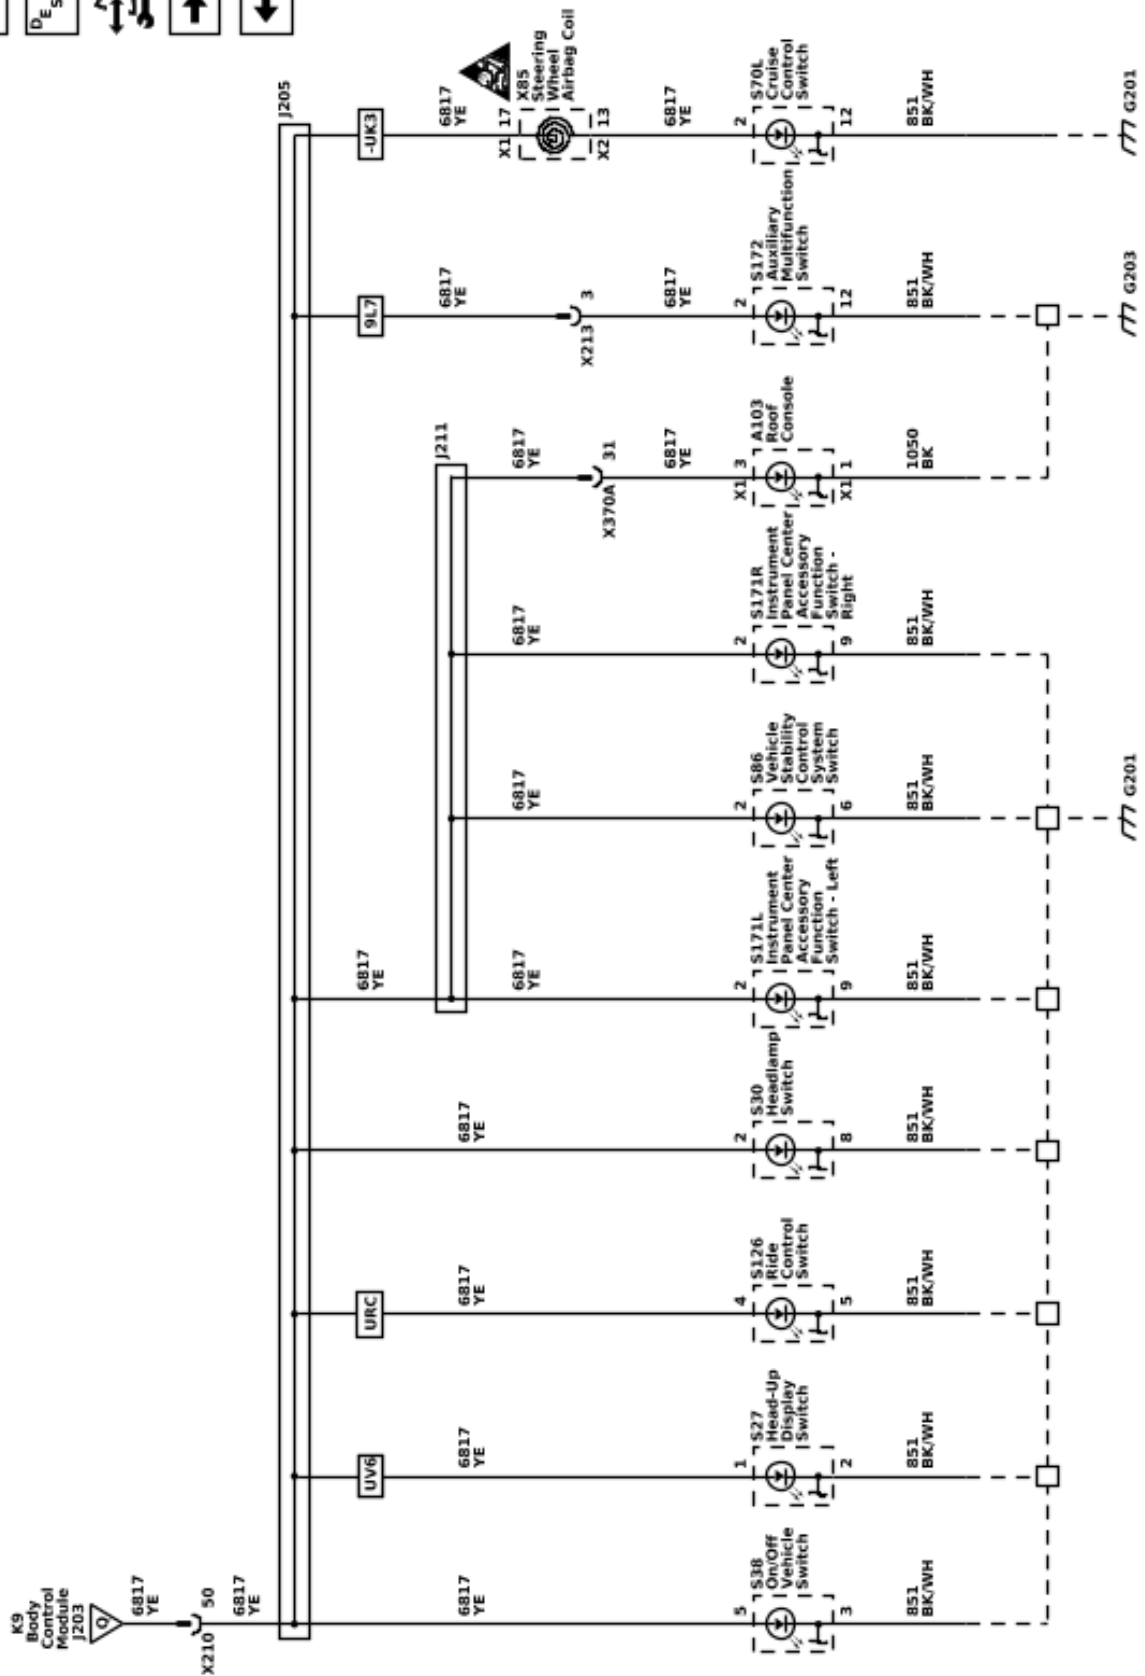 DES
K9
Body
Control
Module
J203
Q
6817
YE
50
X210
6817
YE
J205
6817
YE
5
S38
On/Off
Vehicle
Switch
3
851
BK/WH
UV6
6817
YE
1
S27
Head-Up
Display
Switch
2
851
BK/WH
URC
6817
YE
4
S126
Ride
Control
Switch
5
851
BK/WH
6817
YE
2
S30
Headlamp
Switch
8
851
BK/WH
6817
YE
J211
6817
YE
2
S171L
Instrument
Panel Center
Accessory
Function
Switch - Left
9
851
BK/WH
6817
YE
2
S86
Vehicle
Stability
Control
System
Switch
6
851
BK/WH
G201
6817
YE
2
S171R
Instrument
Panel Center
Accessory
Function
Switch -
Right
9
851
BK/WH
6817
YE
31
X370A
6817
YE
X1 3
A103
Roof
Console
X1 1
1050
BK
9L7
6817
YE
3
X213
6817
YE
2
S172
Auxiliary
Multifunction
Switch
12
851
BK/WH
G203
-UK3
6817
YE
X1 17
X85
Steering
Wheel
Airbag Coil
X2 13
6817
YE
2
S70L
Cruise
Control
Switch
12
851
BK/WH
G201